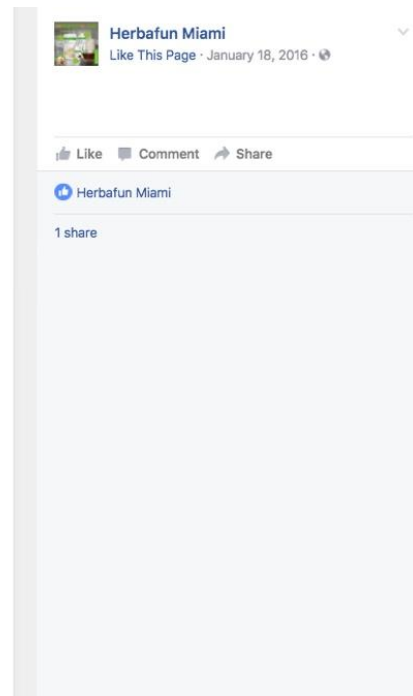 Herbafun Miami
Like This Page · January 18, 2016 ·
Like Comment Share
Herbafun Miami
1 share